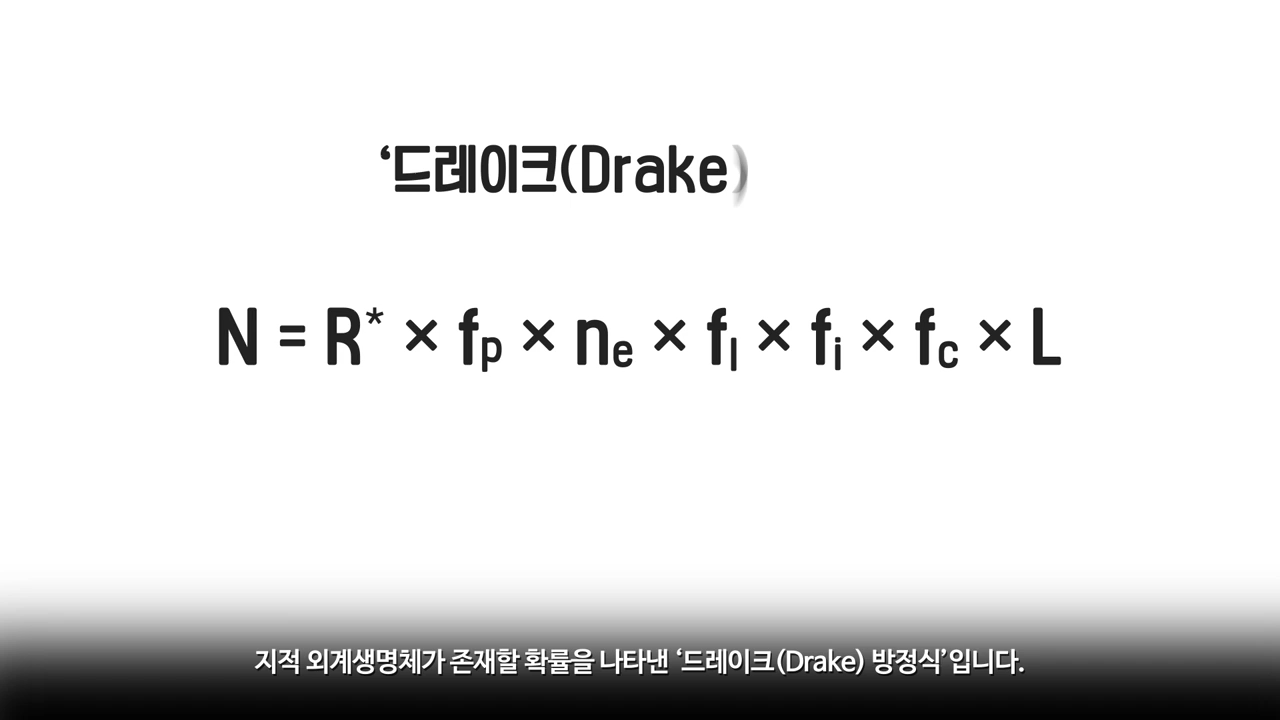 ‘드레이크(Drake)
N = R* × fp × ne × fl × fi × fc × L
지적 외계생명체가 존재할 확률을 나타낸 ‘드레이크(Drake) 방정식’입니다.